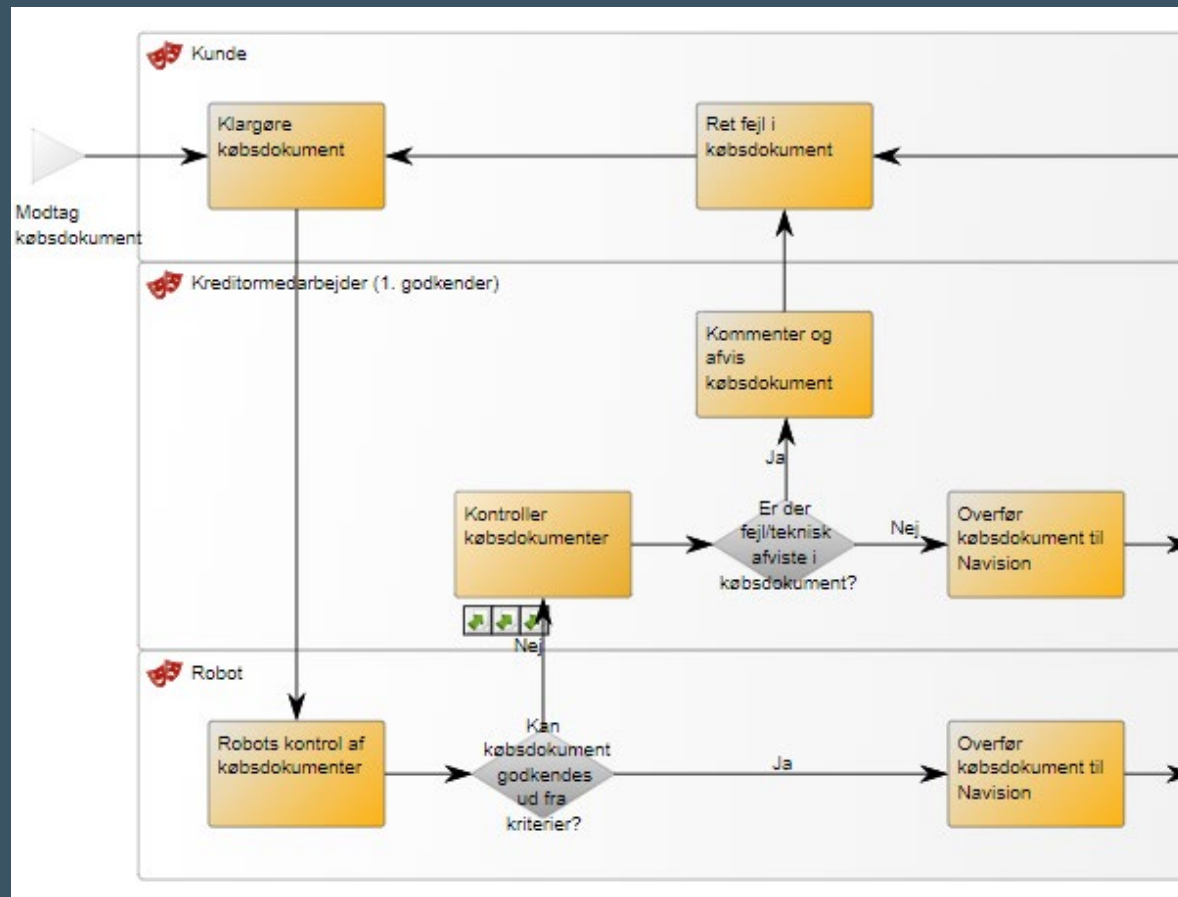 Kunde
Klargøre
købsdokument
Ret fejl i
købsdokument
Modtag
købsdokument
Kreditormedarbejder (1. godkender)
Kommenter og
afvis
købsdokument
Ja
Kontroller
købsdokumenter
Er der
fejl/teknisk
afviste i
købsdokument?
Nej
Overfør
købsdokument til
Navision
Nej
Robot
Robots kontrol af
købsdokumenter
Kan
købsdokument
godkendes
ud fra
kriterier?
Ja
Overfør
købsdokument til
Navision